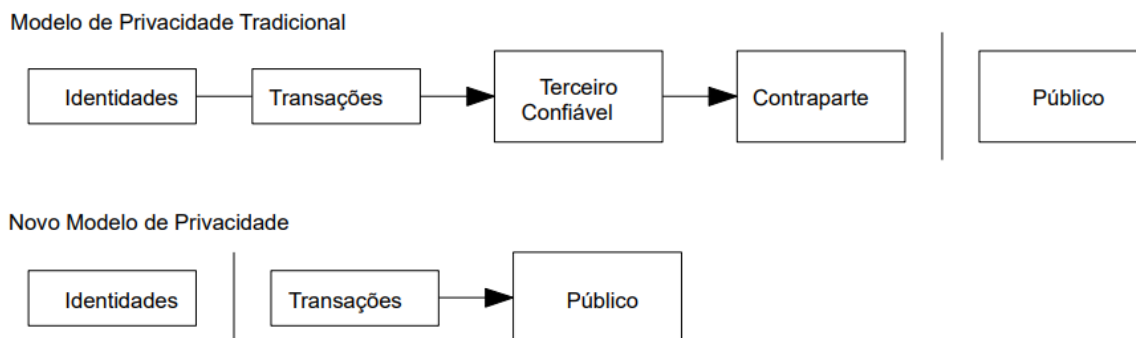 Modelo de Privacidade Tradicional
Identidades
Transações
Terceiro
Confiável
Contraparte
Público
Novo Modelo de Privacidade
Identidades
Transações
Público